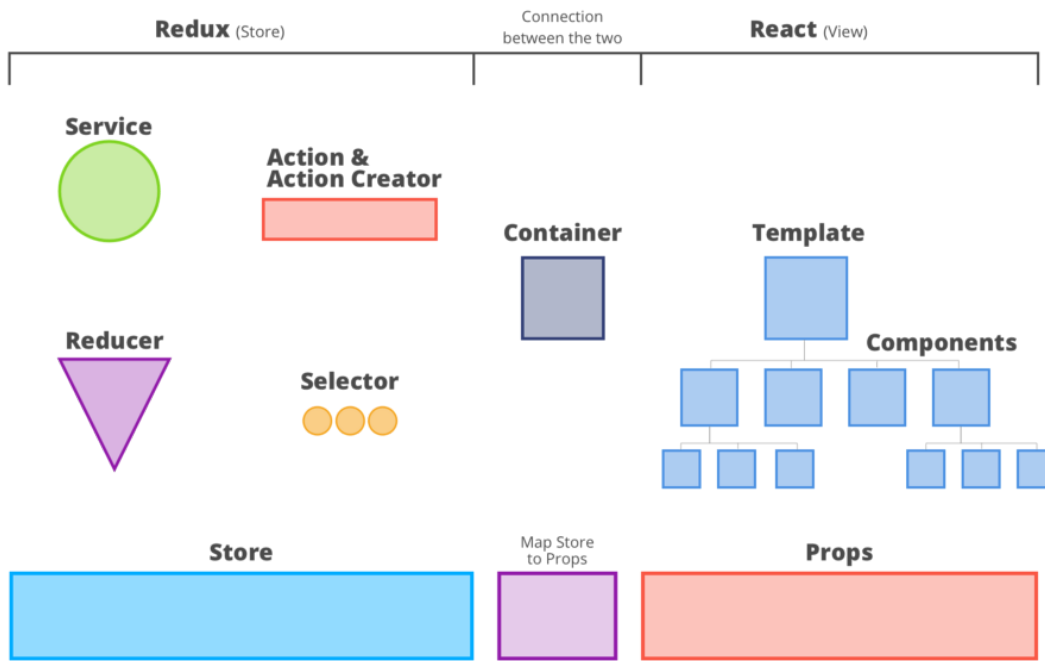 Redux (Store)
Connection
between the two
React (View)
Service
Action &
Action Creator
Container
Template
Reducer
Components
Selector
Store
Map Store
to Props
Props